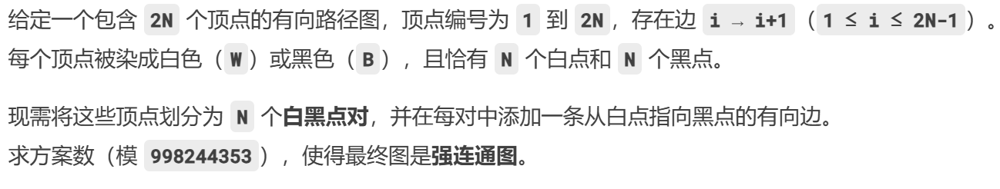 给定一个包含 2N 个顶点的有向路径图，顶点编号为 1 到 2N，存在边 i → i+1（1 ≤ i ≤ 2N-1）。
每个顶点被染成白色（W）或黑色（B），且恰有 N 个白点和 N 个黑点。
现需将这些顶点划分为 N 个白黑点对，并在每对中添加一条从白点指向黑点的有向边。
求方案数（模 998244353），使得最终图是强连通图。